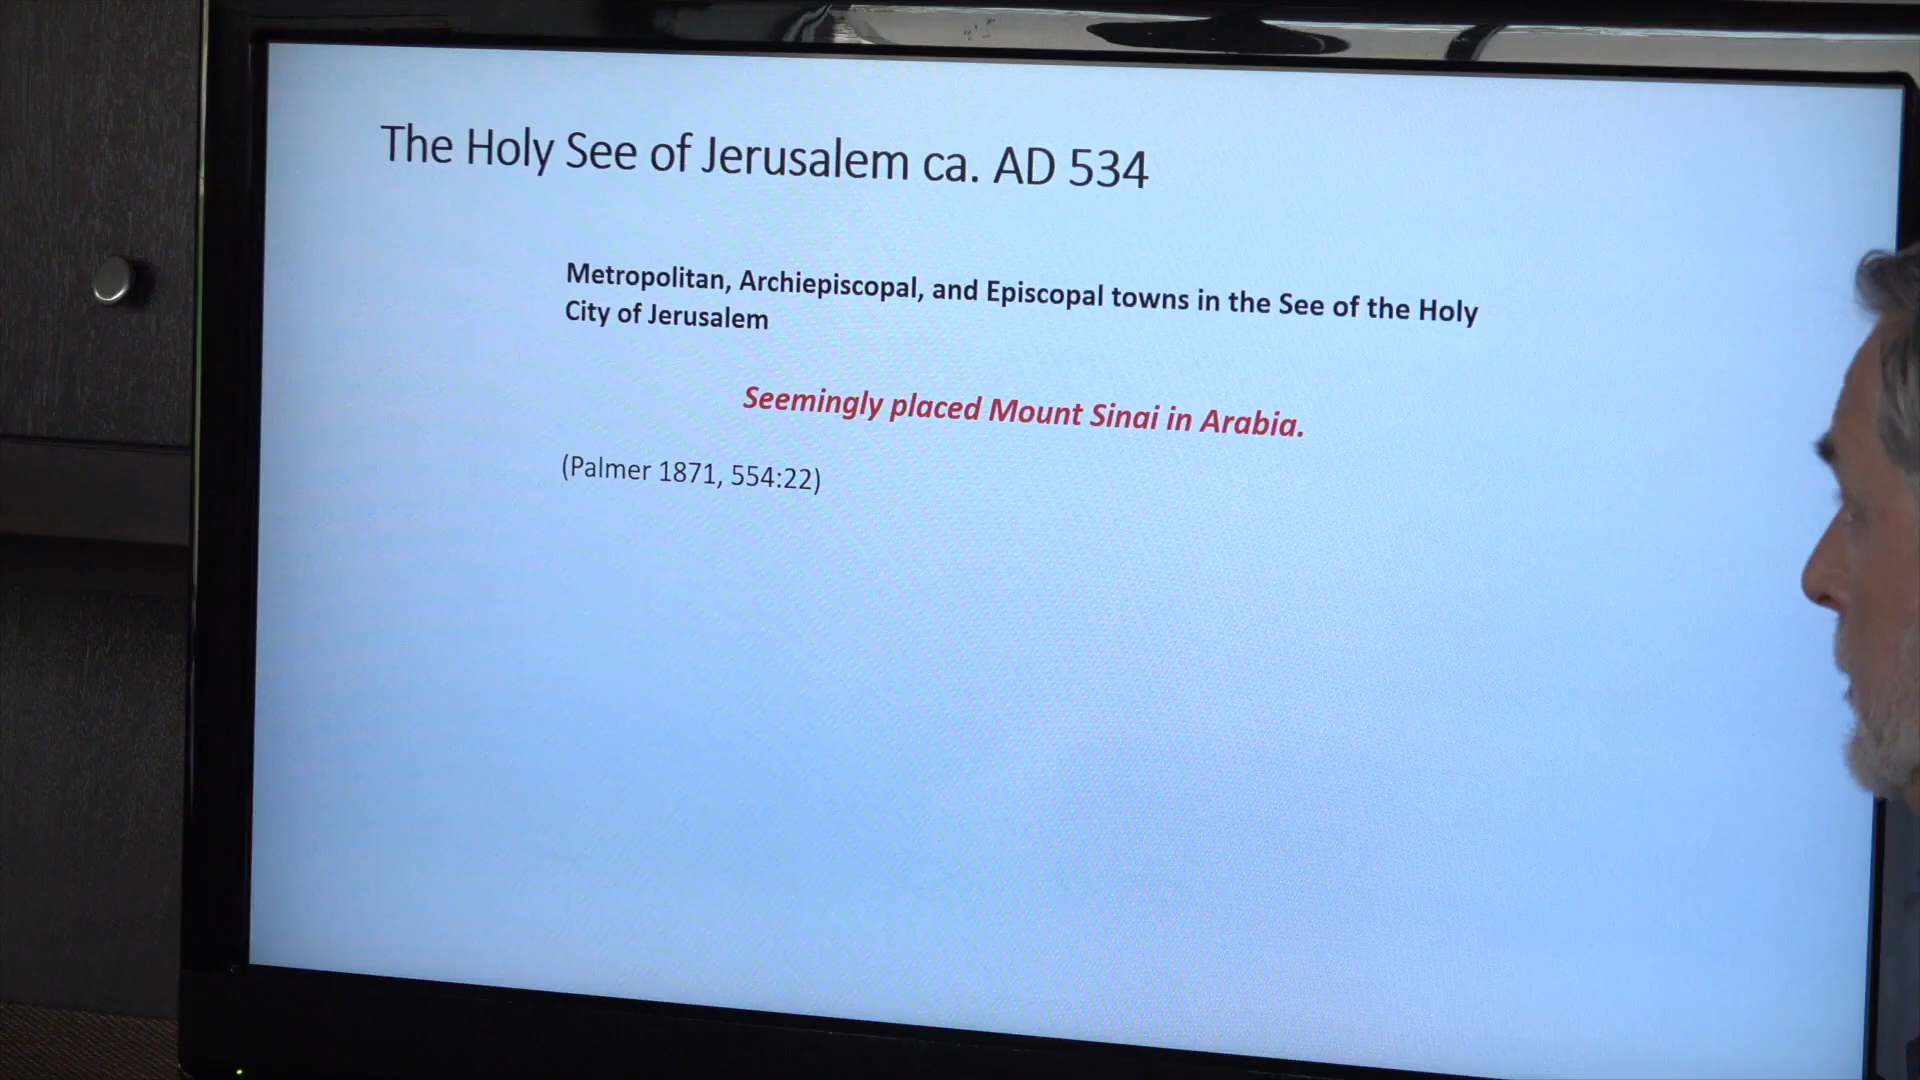 The Holy See of Jerusalem ca. AD 534
Metropolitan, Archiepiscopal, and Episcopal towns in the See of the Holy
City of Jerusalem
Seemingly placed Mount Sinai in Arabia.
(Palmer 1871, 554:22)